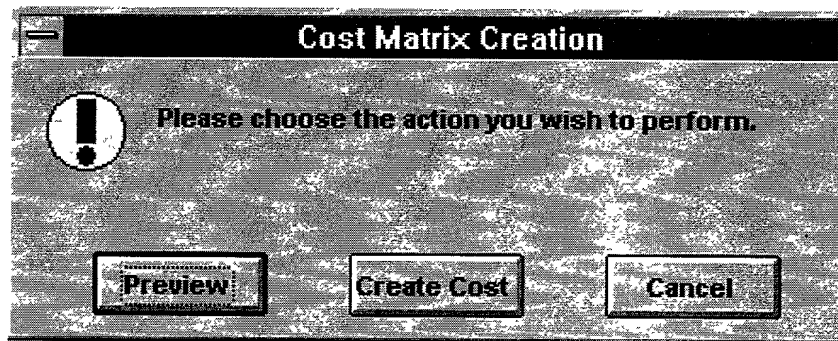 Cost Matrix Creation
Please choose the action you wish to perform.
Preview
Create Cost
Cancel